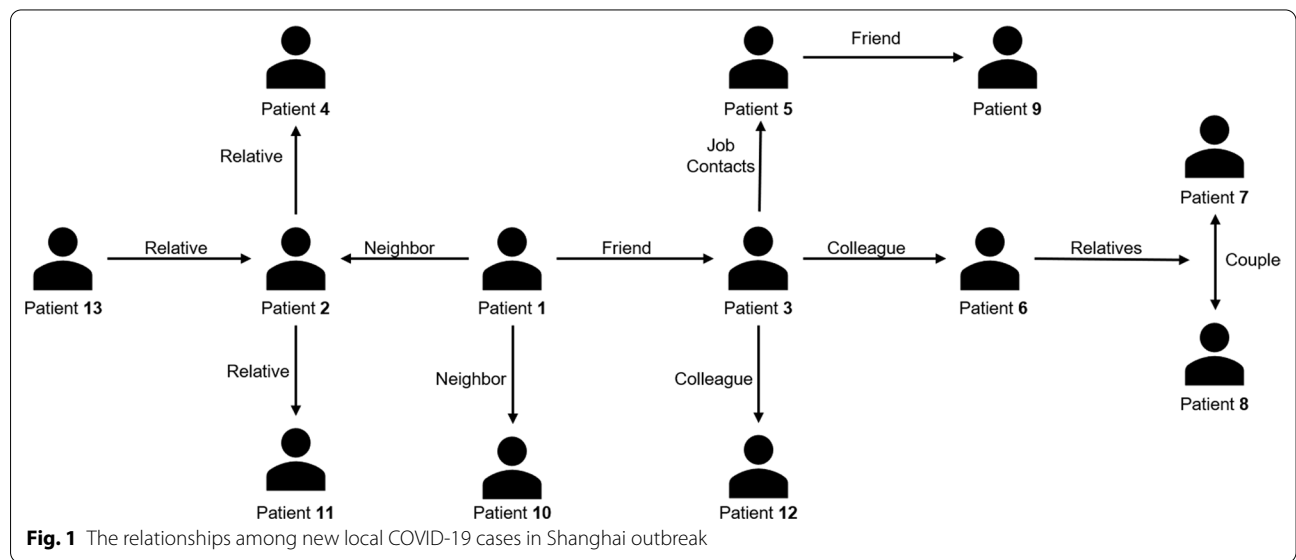 Friend
Patient 4
Patient 5
Patient 9
Relative
Job
Contacts
Patient 7
Relative
Neighbor
Friend
Colleague
Relatives
Couple
Patient 13
Patient 2
Patient 1
Patient 3
Patient 6
Relative
Neighbor
Colleague
Patient 8
Patient 11
Patient 10
Patient 12
Fig. 1 The relationships among new local COVID-19 cases in Shanghai outbreak